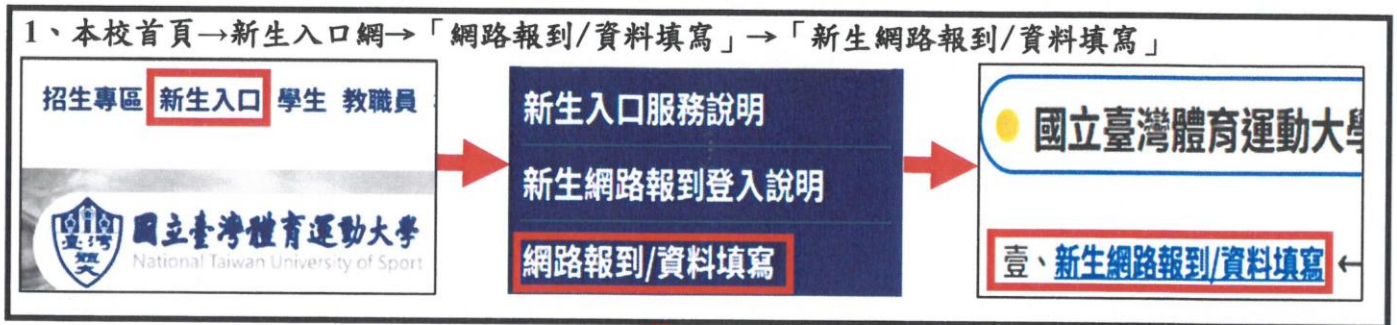 1、本校首頁→新生入口網→「網路報到/資料填寫」→「新生網路報到/資料填寫」
招生專區 新生入口 學生 教職員
臺灣體大
國立臺灣體育運動大學
National Taiwan University of Sport
新生入口服務說明
新生網路報到登入說明
網路報到/資料填寫
國立臺灣體育運動大學
壹、新生網路報到/資料填寫←